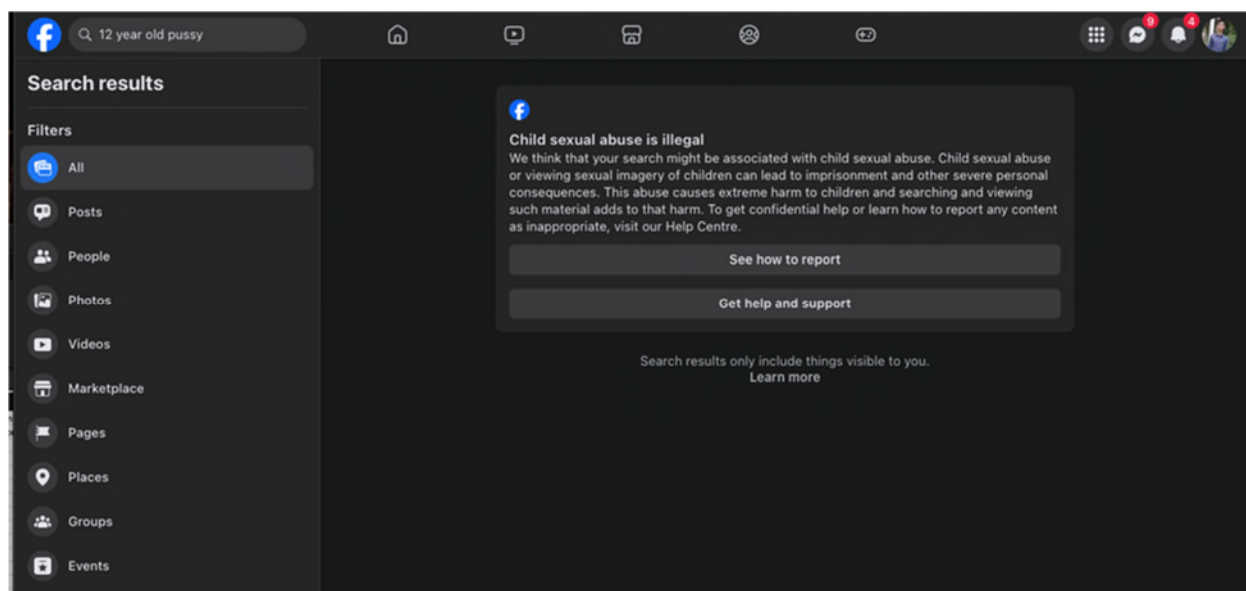 12 year old pussy
9
4
Search results
Filters
All
Posts
People
Photos
Videos
Marketplace
Pages
Places
Groups
Events
Child sexual abuse is illegal
We think that your search might be associated with child sexual abuse. Child sexual abuse
or viewing sexual imagery of children can lead to imprisonment and other severe personal
consequences. This abuse causes extreme harm to children and searching and viewing
such material adds to that harm. To get confidential help or learn how to report any content
as inappropriate, visit our Help Centre.
See how to report
Get help and support
Search results only include things visible to you.
Learn more